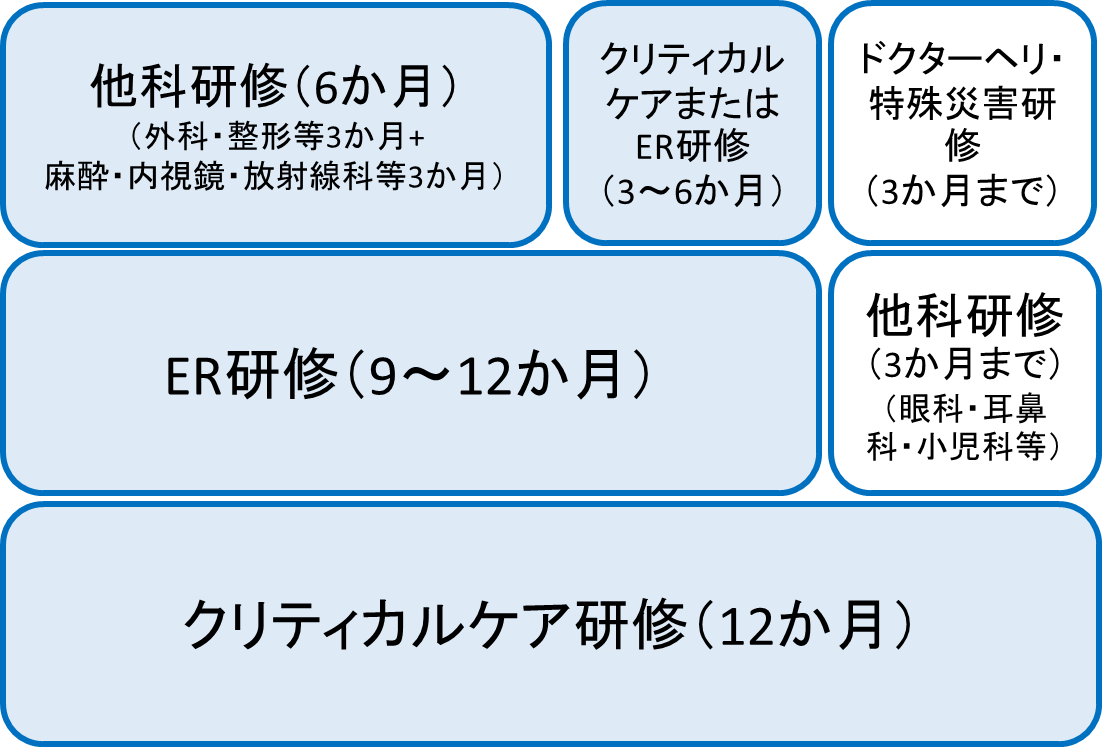 他科研修（6か月）
（外科・整形等3か月+
麻酔・内視鏡・放射線科等3か月）
クリティカル
ケアまたは
ER研修
（3～6か月）
ドクターヘリ・
特殊災害研
修
（3か月まで）
ER研修（9～12か月）
他科研修
（3か月まで）
（眼科・耳鼻
科・小児科等）
クリティカルケア研修（12か月）